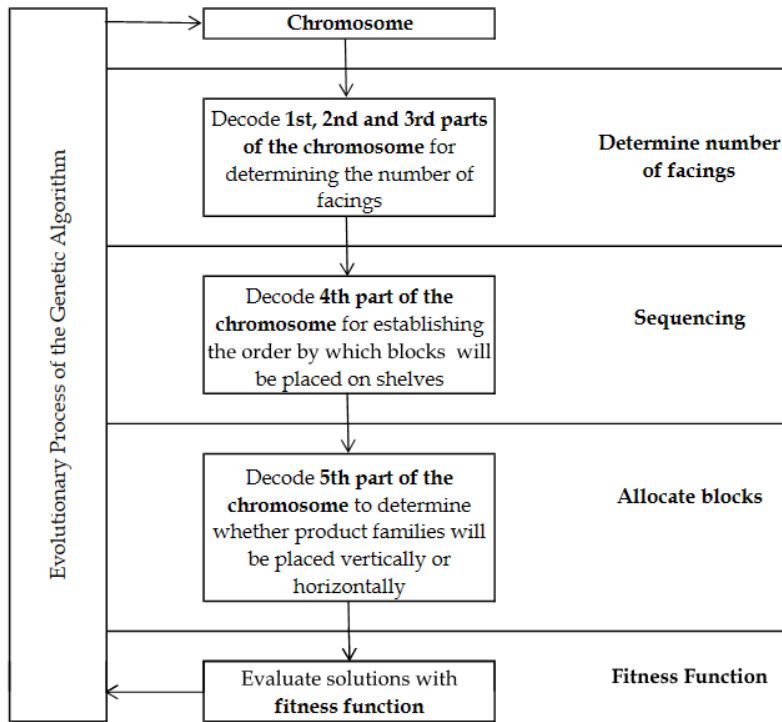 Evolutionary Process of the Genetic Algorithm
Chromosome
Decode 1st, 2nd and 3rd parts
of the chromosome for
determining the number of
facings
Determine number
of facings
Decode 4th part of the
chromosome for establishing
the order by which blocks will
be placed on shelves
Sequencing
Decode 5th part of the
chromosome to determine
whether product families will
be placed vertically or
horizontally
Allocate blocks
Evaluate solutions with
fitness function
Fitness Function